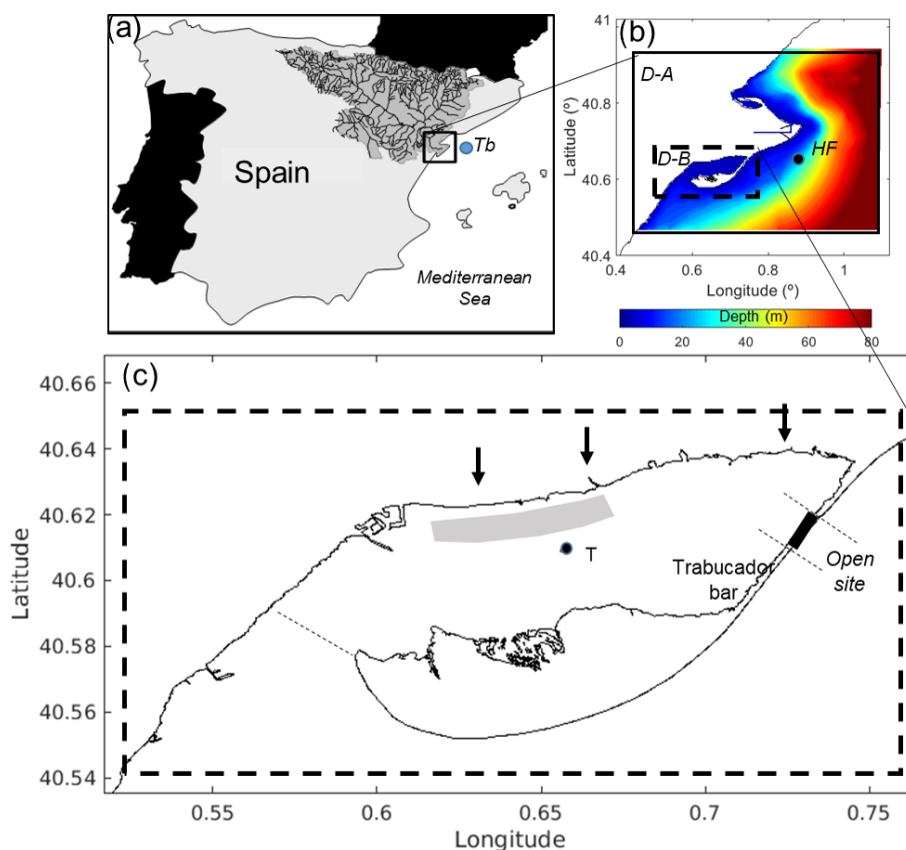 (a)
Tb
Spain
Mediterranean
Sea
(b)
41
D-A
40.8
Latitude (º)
D-B
HF
40.6
40.4
0.4
0.6
0.8
1
Longitude (º)
Depth (m)
0
20
40
60
80
(c)
40.66
40.64
40.62
T
40.6
Trabucador
bar
Open
site
Latitude
40.58
40.56
40.54
0.55
0.6
0.65
0.7
0.75
Longitude